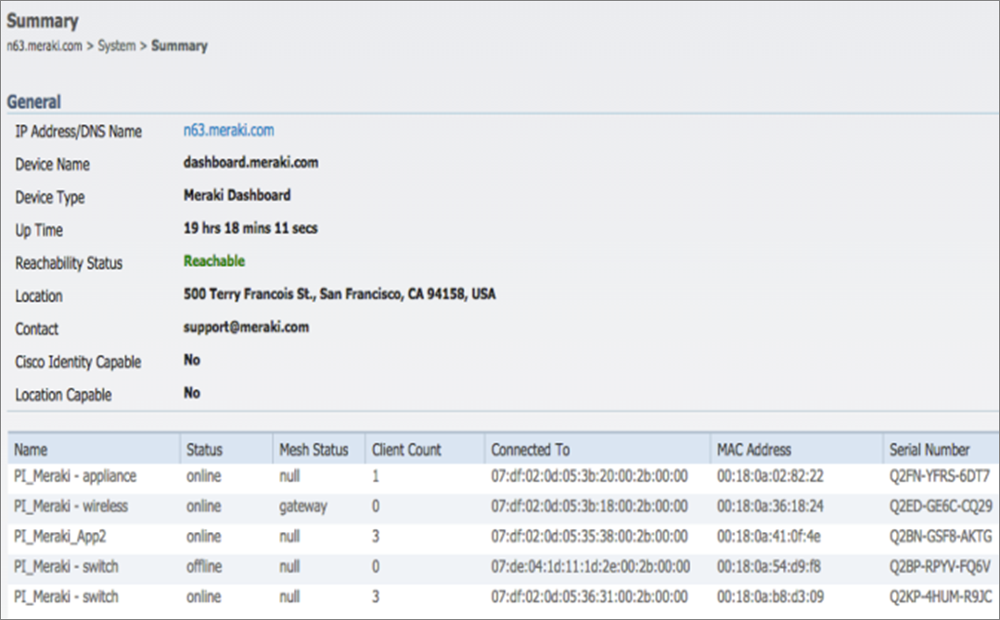 Summary
n63.meraki.com > System > Summary
General
IP Address/DNS Name n63.meraki.com
Device Name dashboard.meraki.com
Device Type Meraki Dashboard
Up Time 19 hrs 18 mins 11 secs
Reachability Status Reachable
Location 500 Terry Francois St., San Francisco, CA 94158, USA
Contact support@meraki.com
Cisco Identity Capable No
Location Capable No
Name Status Mesh Status Client Count Connected To MAC Address Serial Number
PI_Meraki - appliance online null 1 07:df:02:0d:05:3b:20:00:2b:00:00 00:18:0a:02:82:22 Q2FN-YFRS-6DT7
PI_Meraki - wireless online gateway 0 07:df:02:0d:05:3b:18:00:2b:00:00 00:18:0a:36:18:24 Q2ED-GE6C-CQ29
PI_Meraki_App2 online null 3 07:df:02:0d:05:35:38:00:2b:00:00 00:18:0a:41:0f:4e Q2BN-GSF8-AKTG
PI_Meraki - switch offline null 0 07:de:04:1d:11:1d:2e:00:2b:00:00 00:18:0a:54:d9:f8 Q2BP-RPYV-FQ6V
PI_Meraki - switch online null 3 07:df:02:0d:05:36:31:00:2b:00:00 00:18:0a:b8:d3:09 Q2KP-4HUM-R9JC